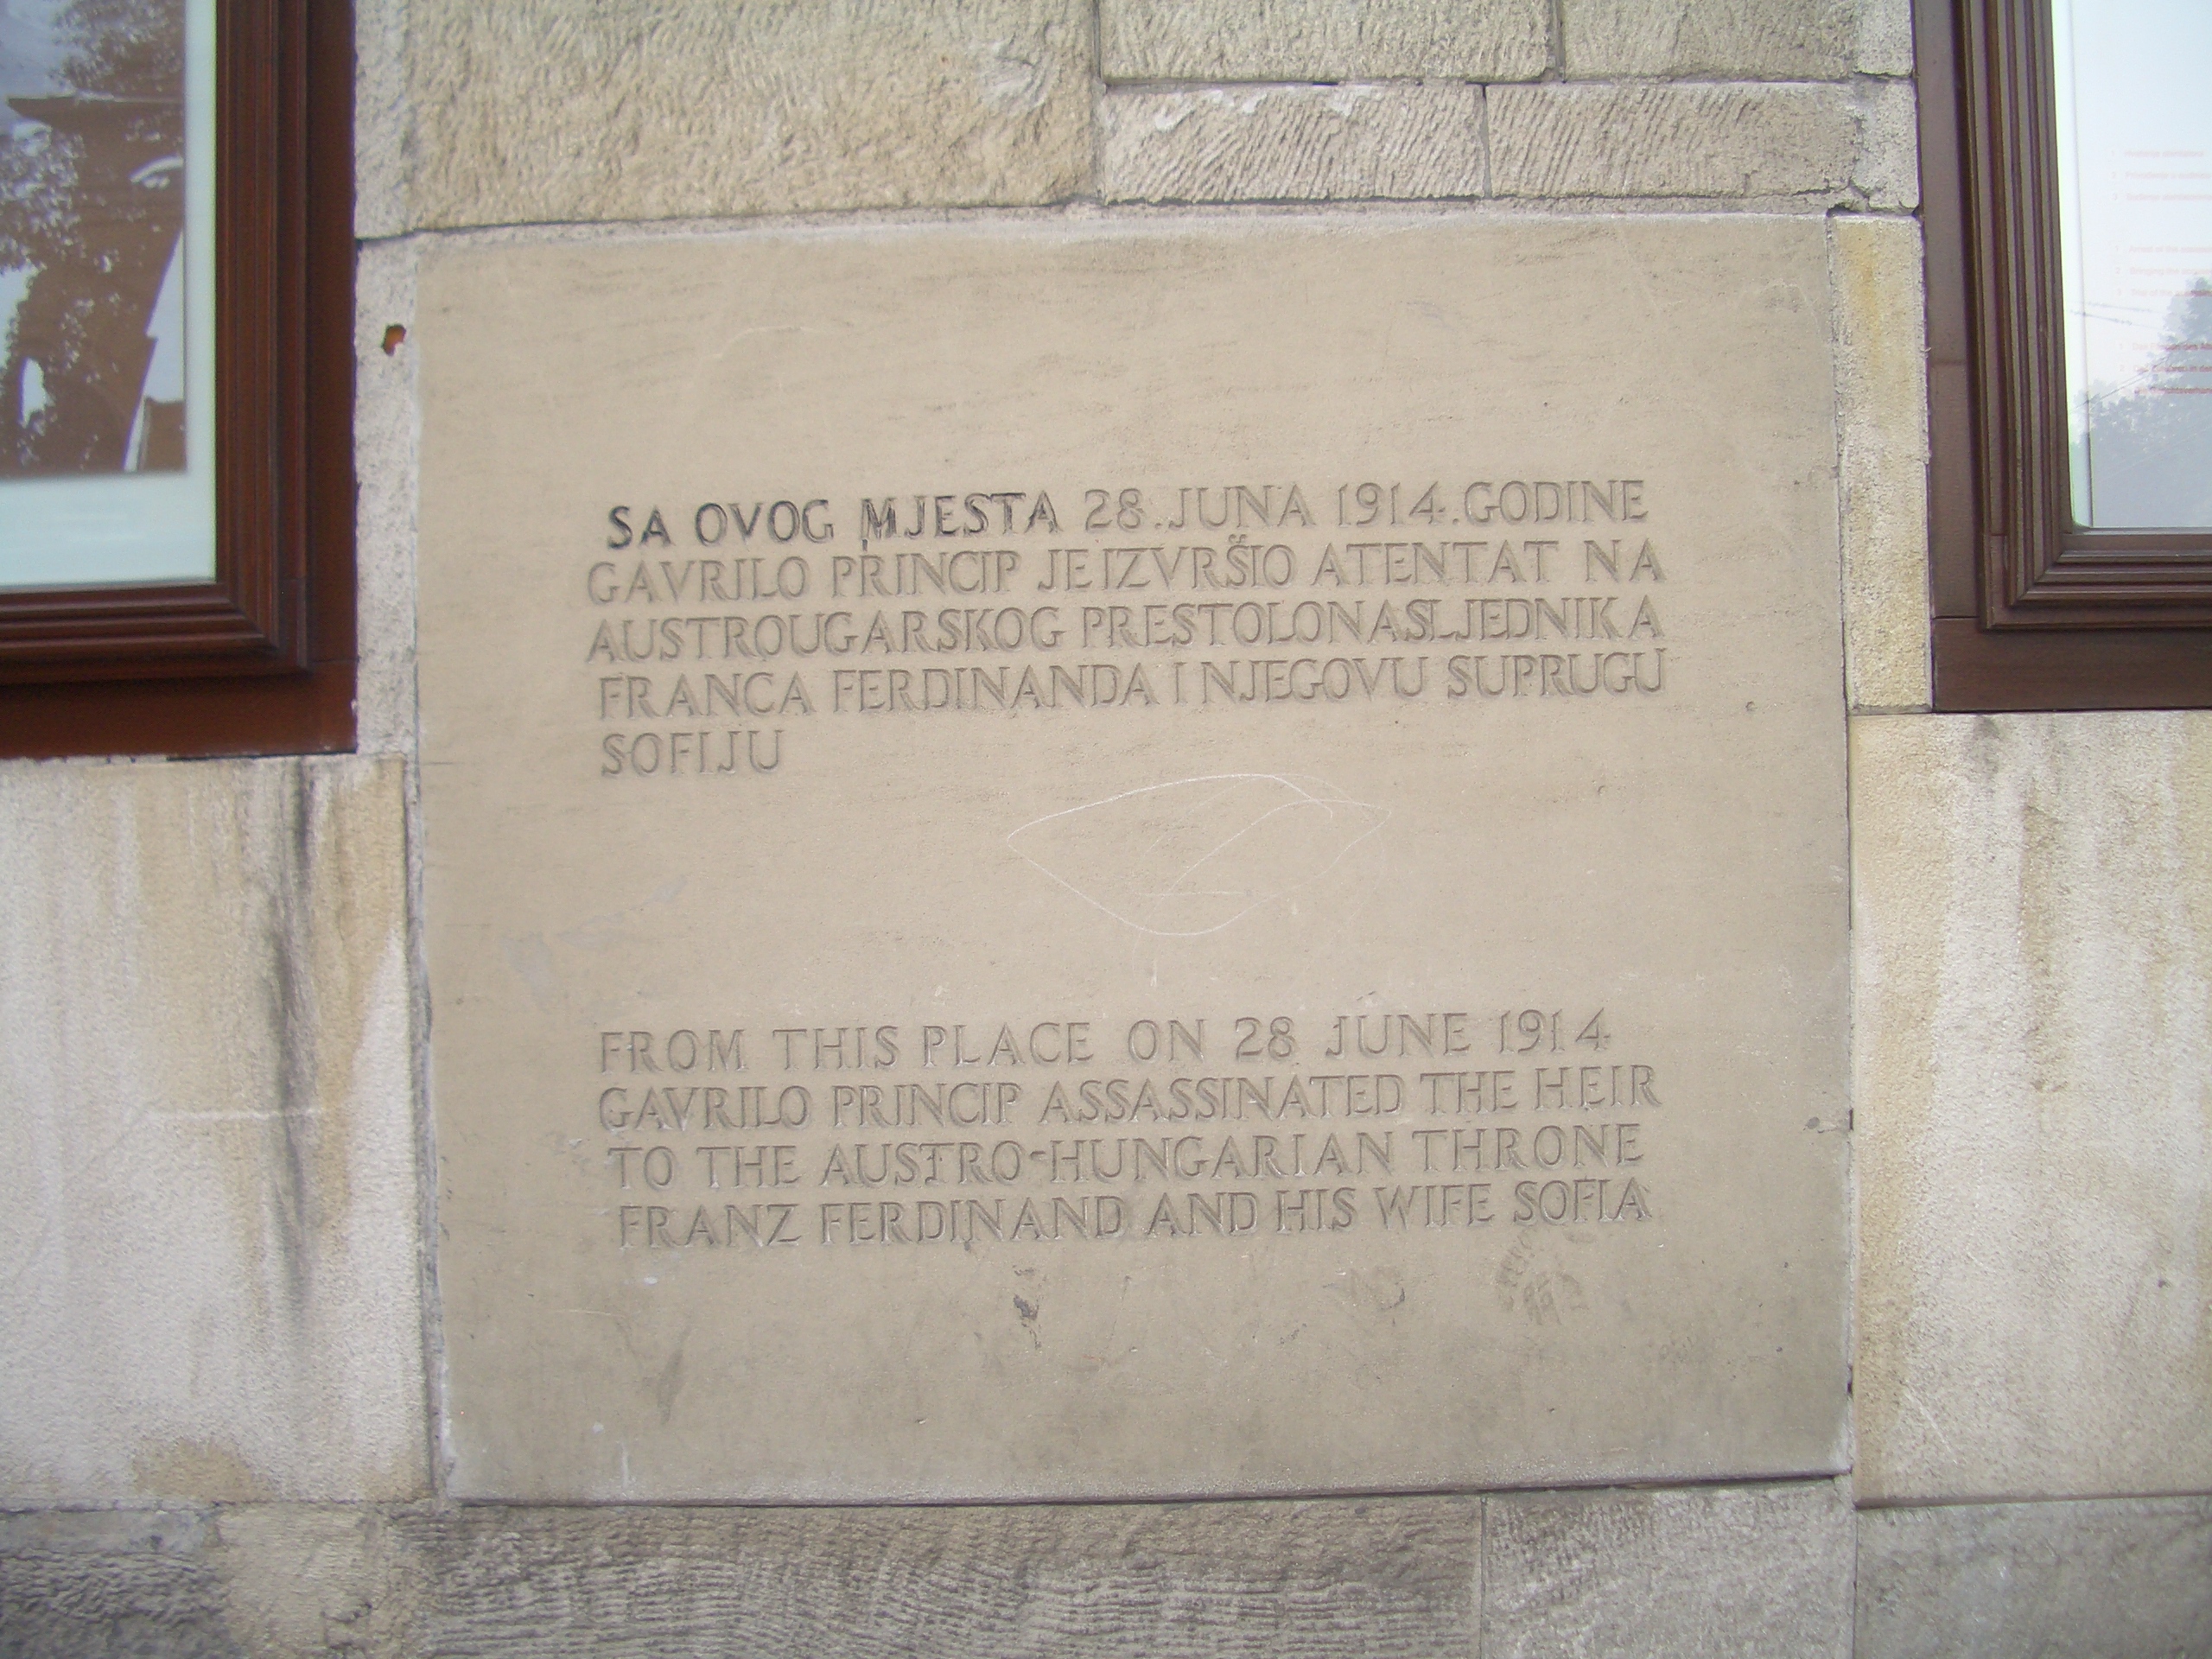 SA OVOG MJESTA 28. JUNA 1914. GODINE
GAVRILO PRINCIP JE IZVRŠIO ATENTAT NA
AUSTROUGARSKOG PRESTOLONASLJEDNIKA
FRANCA FERDINANDA I NJEGOVU SUPRUGU
SOFIJU
FROM THIS PLACE ON 28 JUNE 1914
GAVRILO PRINCIP ASSASSINATED THE HEIR
TO THE AUSTRO-HUNGARIAN THRONE
FRANZ FERDINAND AND HIS WIFE SOFIA